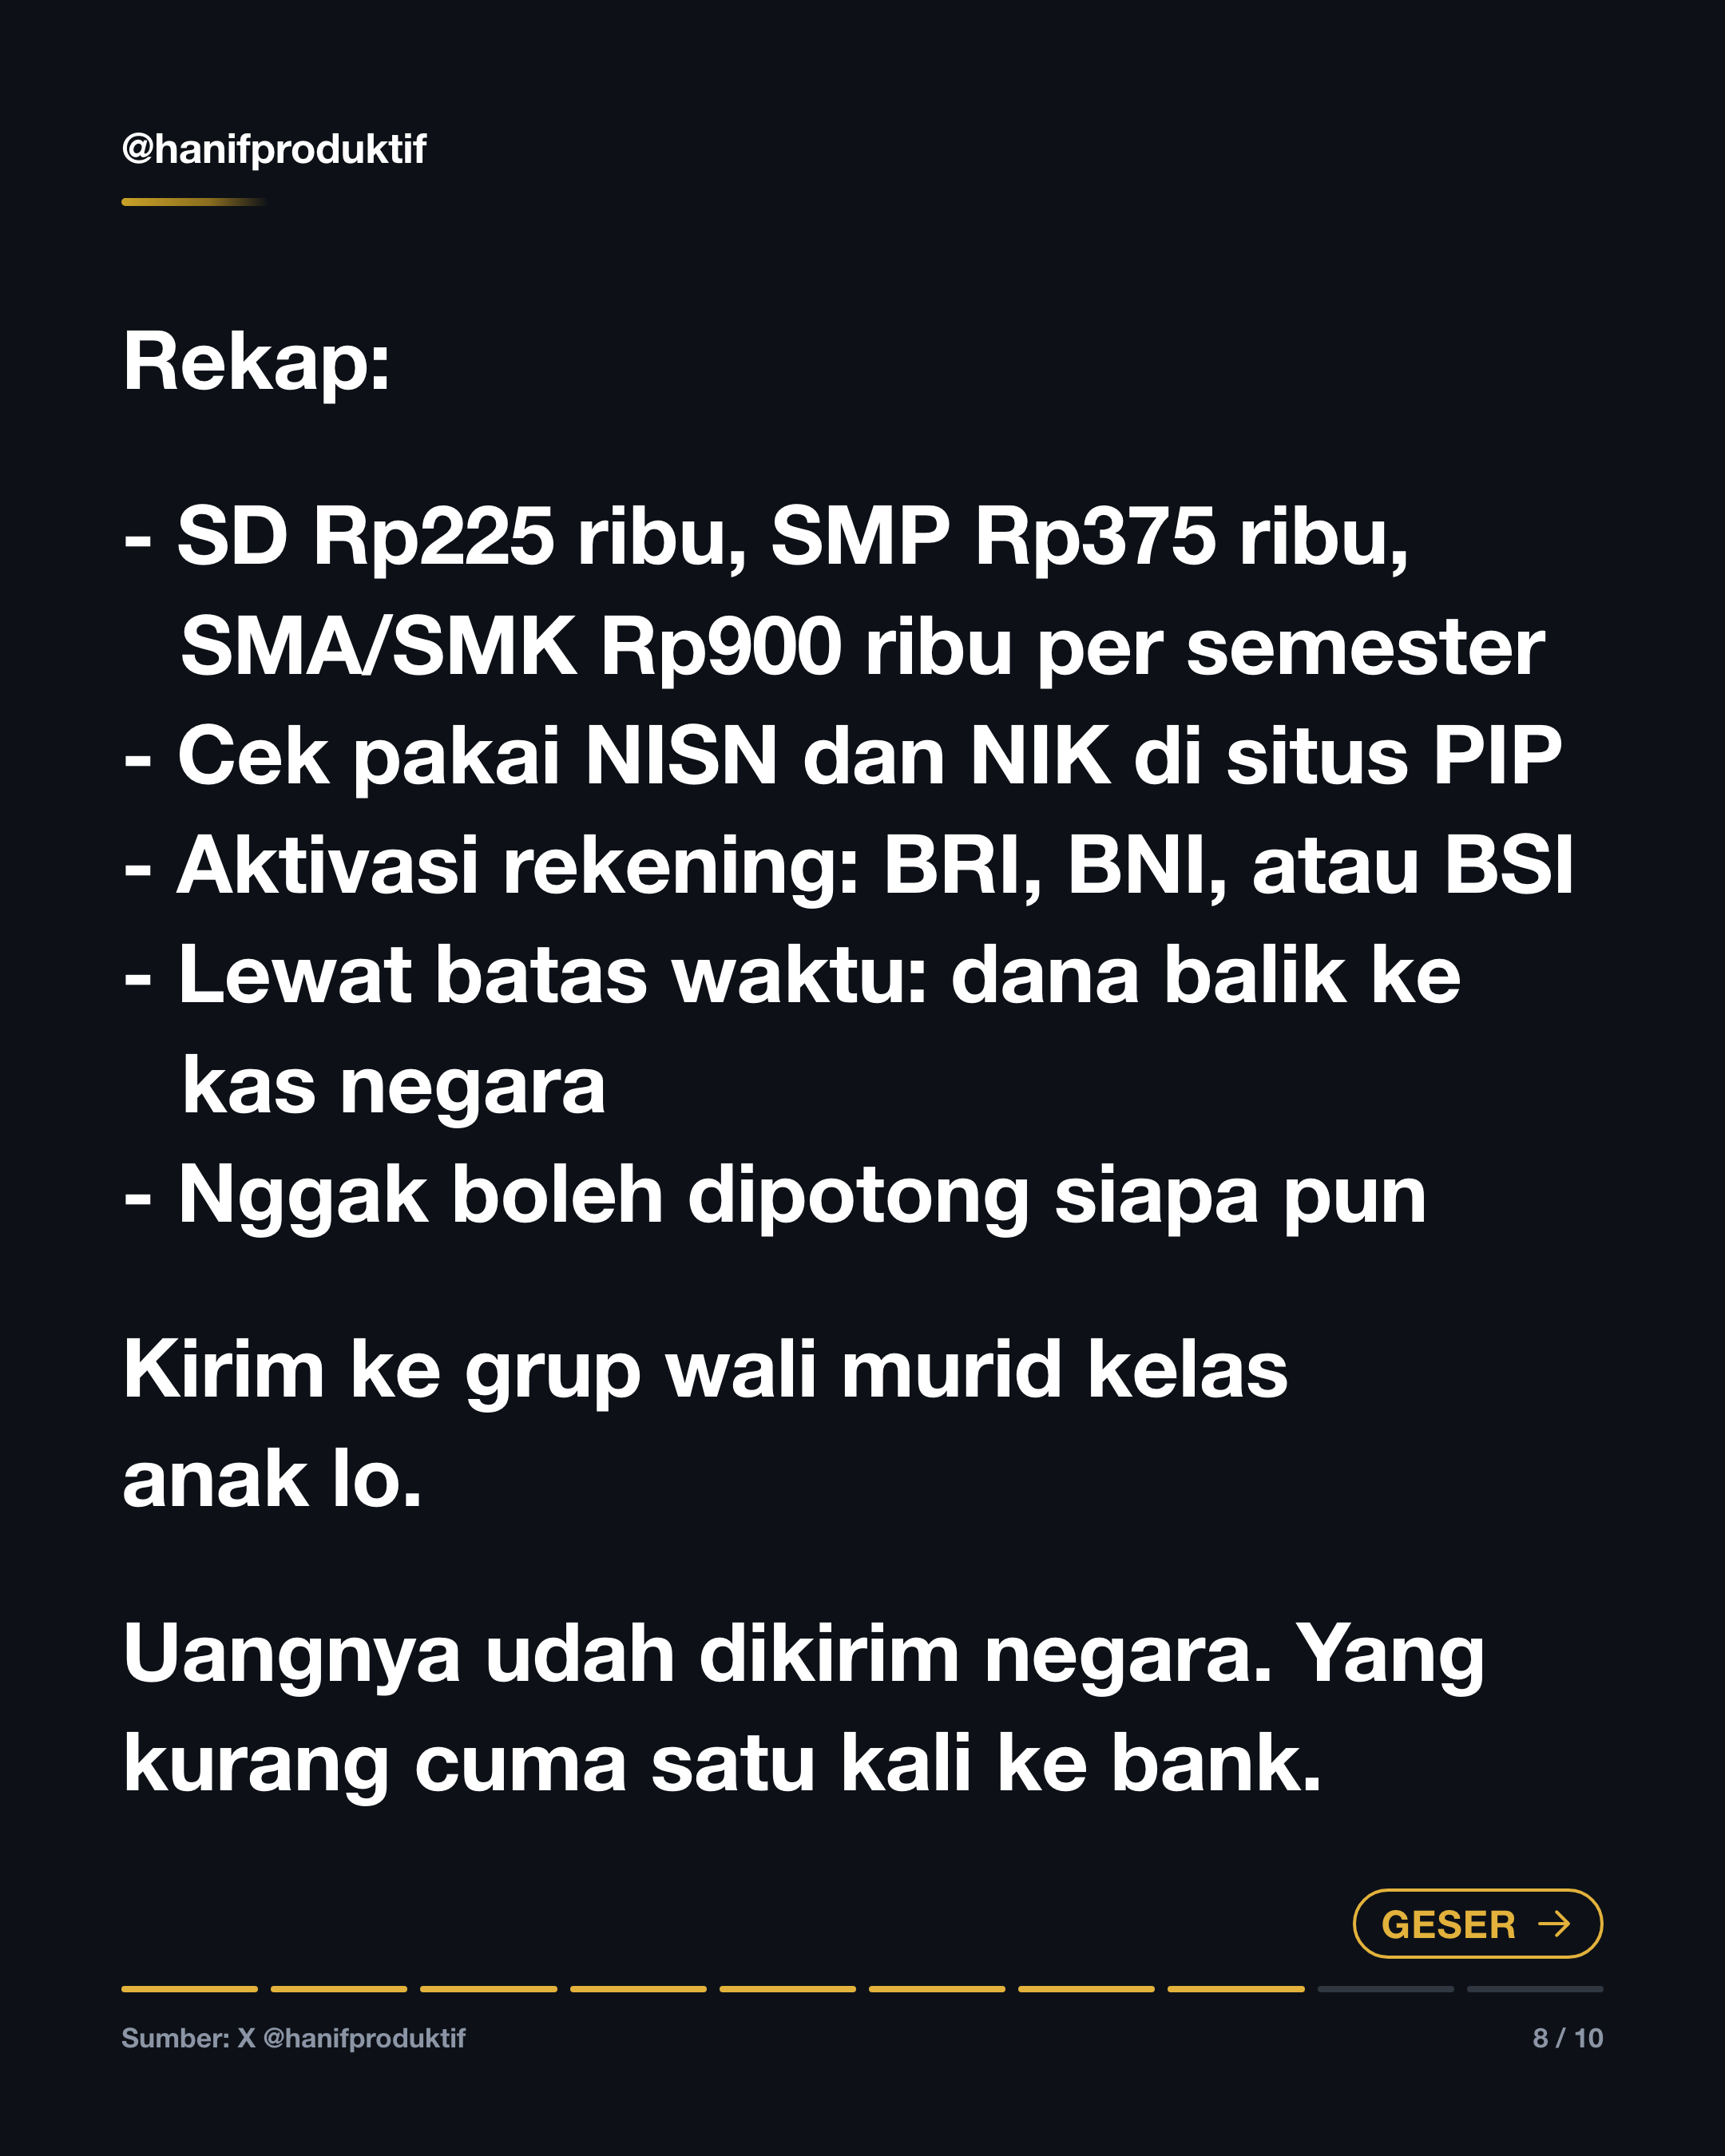 @hanifproduktif
Rekap:
- SD Rp225 ribu, SMP Rp375 ribu,
SMA/SMK Rp900 ribu per semester
- Cek pakai NISN dan NIK di situs PIP
- Aktivasi rekening: BRI, BNI, atau BSI
- Lewat batas waktu: dana balik ke
kas negara
- Nggak boleh dipotong siapa pun
Kirim ke grup wali murid kelas
anak lo.
Uangnya udah dikirim negara. Yang
kurang cuma satu kali ke bank.
GESER →
Sumber: X @hanifproduktif
8 / 10